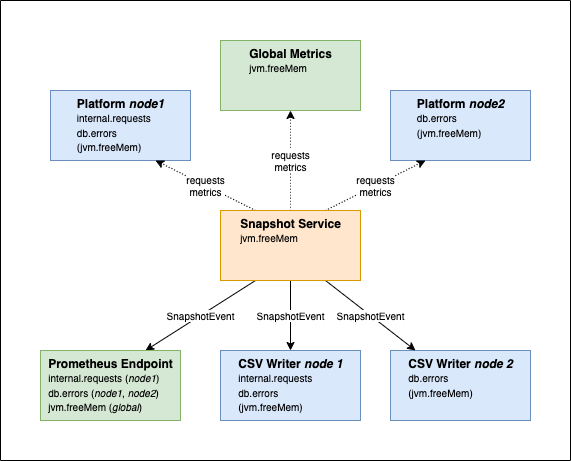 Global Metrics
jvm.freeMem
Platform node1
internal.requests
db.errors
(jvm.freeMem)
Platform node2
db.errors
(jvm.freeMem)
requests
metrics
requests
metrics
requests
metrics
Snapshot Service
jvm.freeMem
SnapshotEvent
SnapshotEvent
SnapshotEvent
Prometheus Endpoint
internal.requests (node1)
db.errors (node1, node2)
jvm.freeMem (global)
CSV Writer node 1
internal.requests
db.errors
(jvm.freeMem)
CSV Writer node 2
db.errors
(jvm.freeMem)